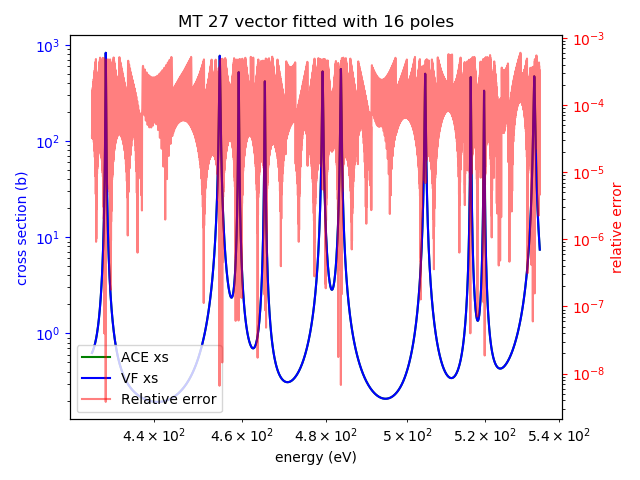 MT 27 vector fitted with 16 poles
cross section (b)
10³
10²
10¹
10⁰
relative error
10⁻³
10⁻⁴
10⁻⁵
10⁻⁶
10⁻⁷
10⁻⁸
ACE xs
VF xs
Relative error
4.4 × 10² 4.6 × 10² 4.8 × 10² 5 × 10² 5.2 × 10² 5.4 × 10²
energy (eV)